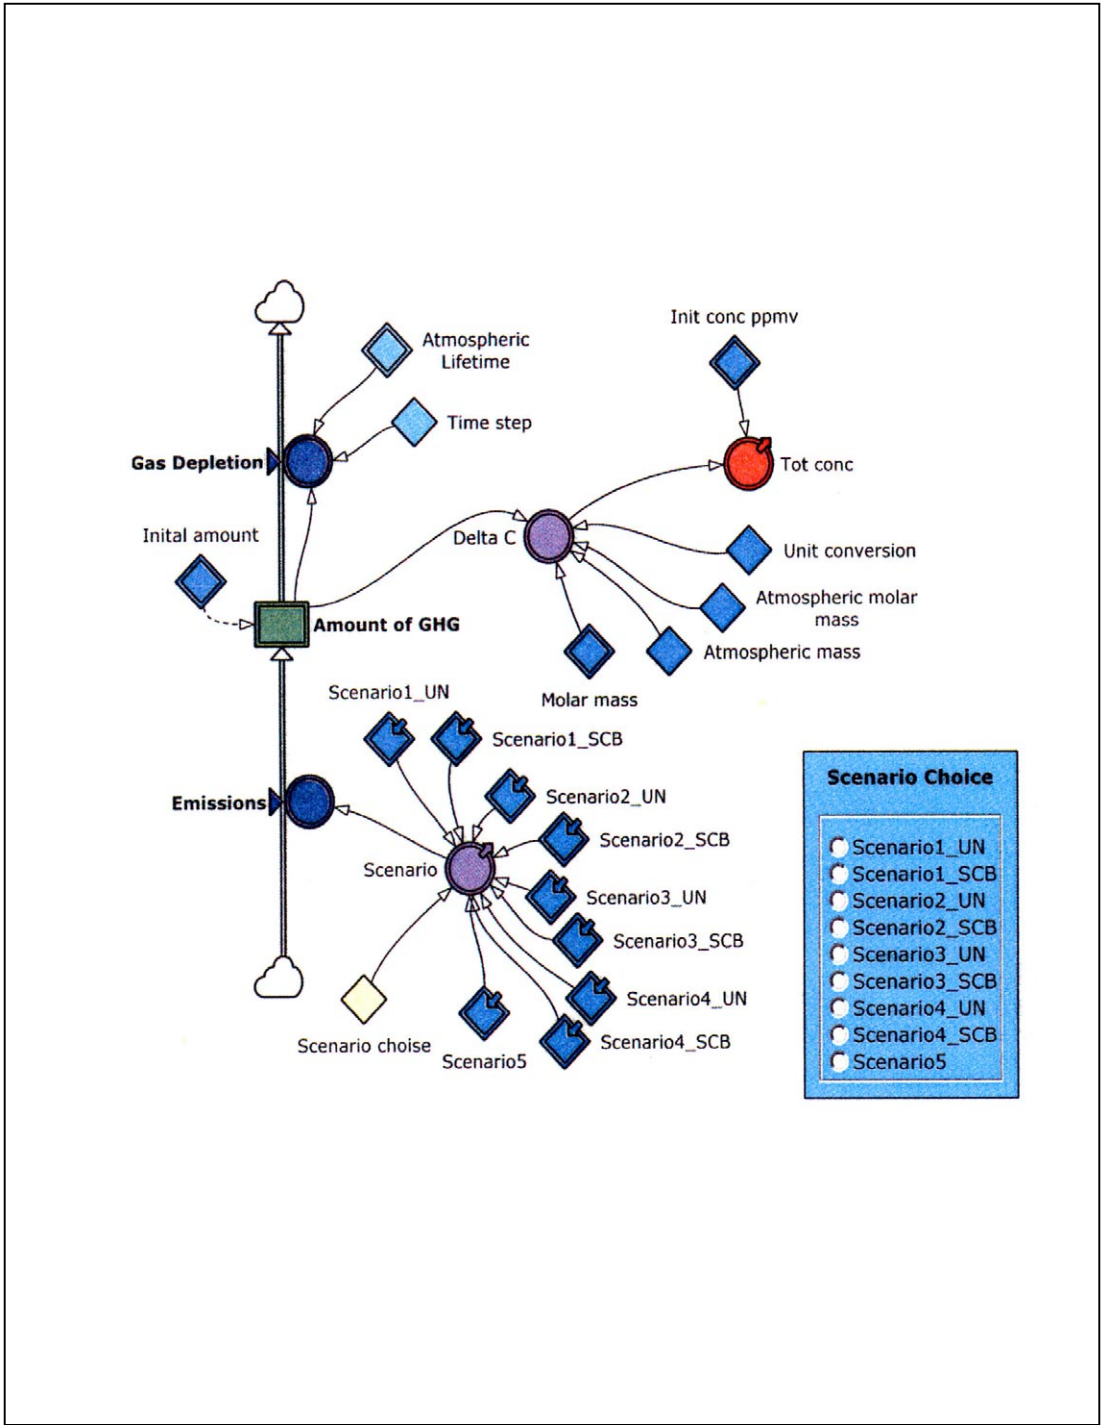 Init conc ppmv
Atmospheric
Lifetime
Time step
Gas Depletion
Tot conc
Inital amount
Delta C
Unit conversion
Atmospheric molar
mass
Amount of GHG
Atmospheric mass
Molar mass
Scenario1_UN
Scenario1_SCB
Emissions
Scenario2_UN
Scenario2_SCB
Scenario
Scenario3_UN
Scenario3_SCB
Scenario4_UN
Scenario4_SCB
Scenario choise
Scenario5
Scenario Choice
Scenario1_UN
Scenario1_SCB
Scenario2_UN
Scenario2_SCB
Scenario3_UN
Scenario3_SCB
Scenario4_UN
Scenario4_SCB
Scenario5